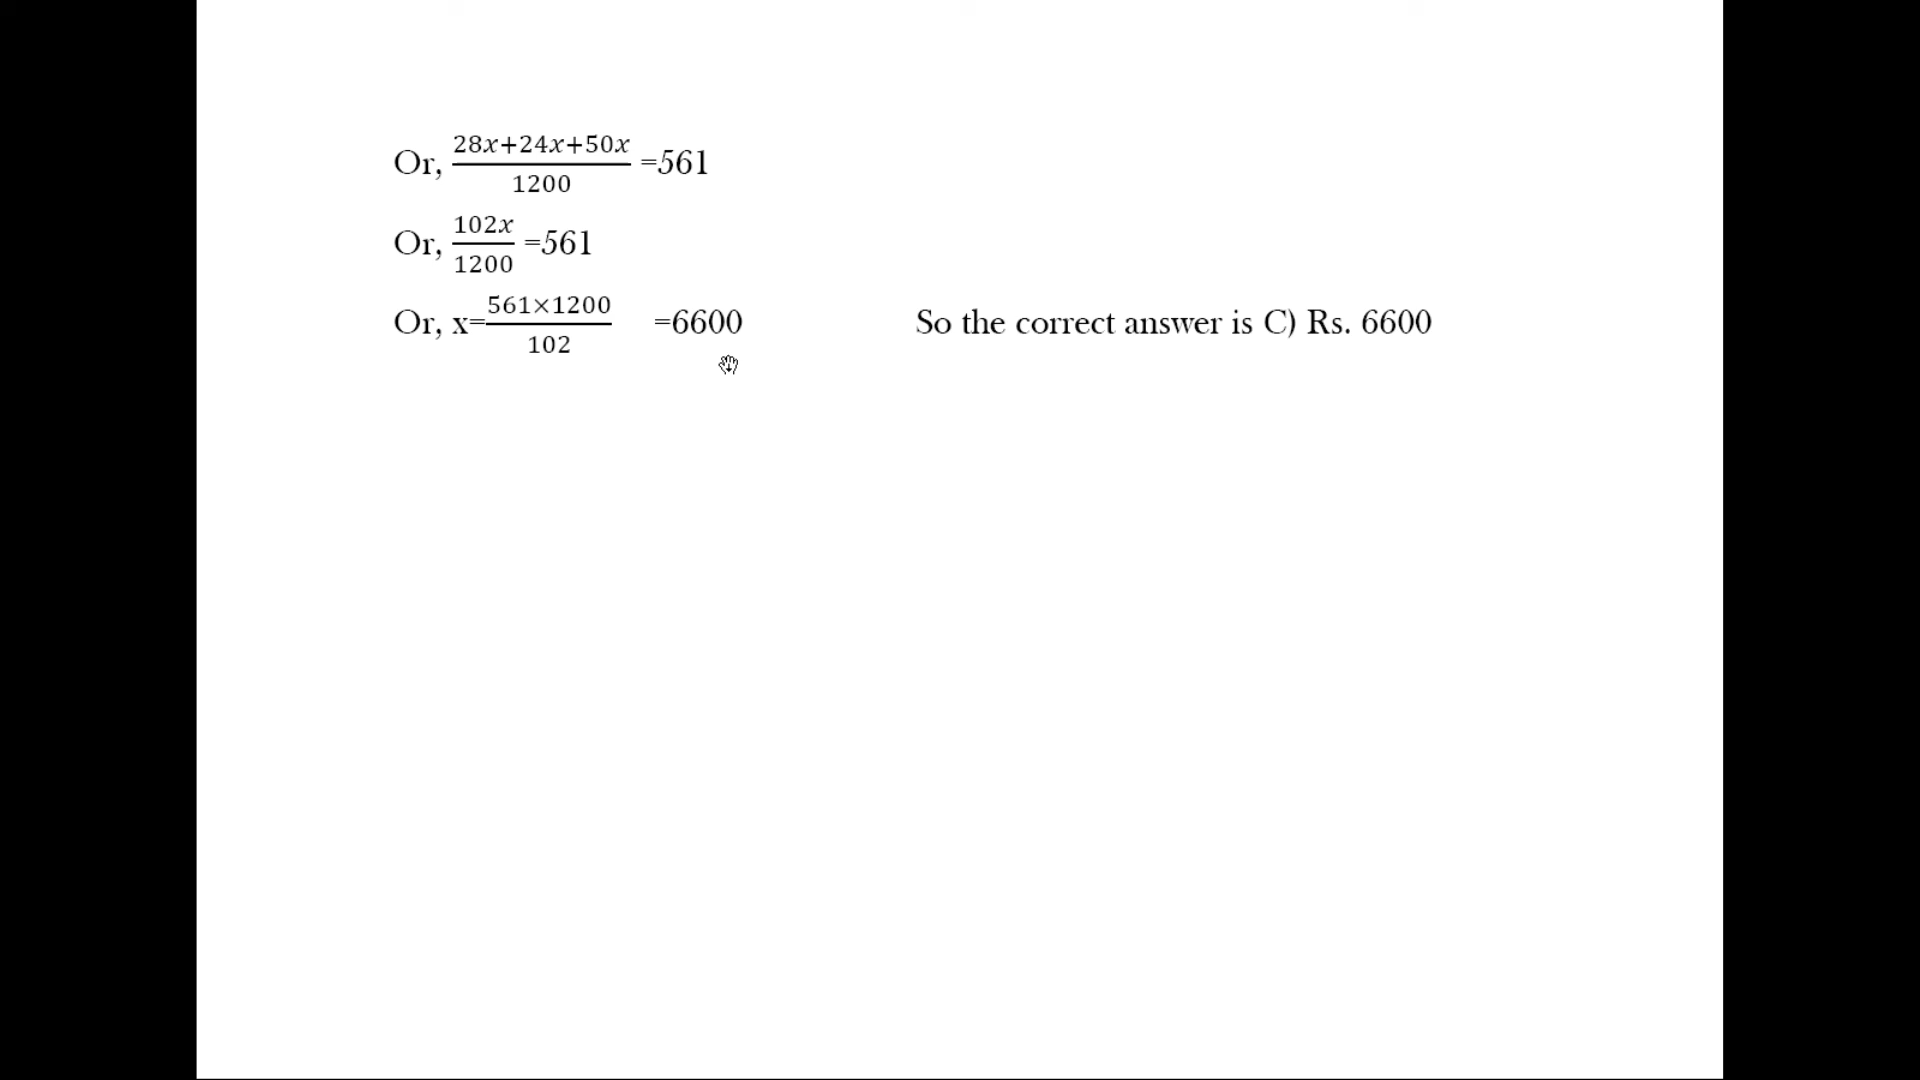 Or, (28x+24x+50x)/1200 =561
Or, 102x/1200 =561
Or, x=(561×1200)/102 =6600 So the correct answer is C) Rs. 6600